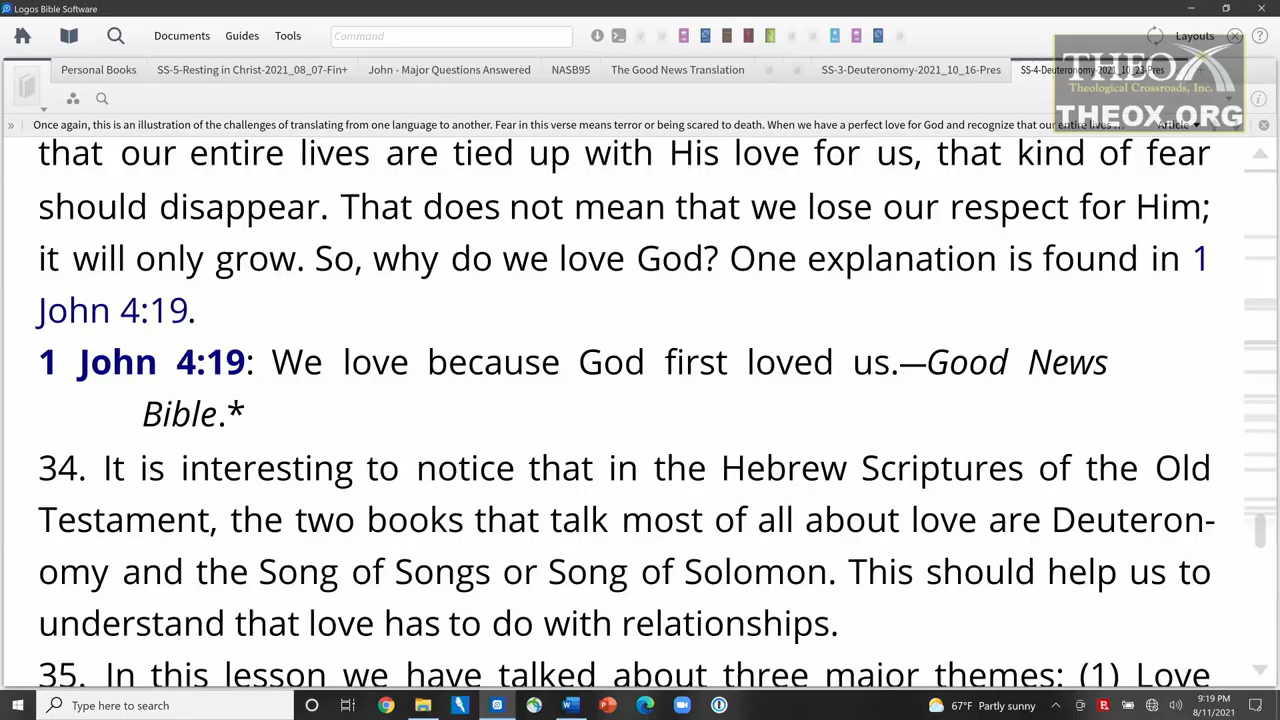 Logos Bible Software
Documents Guides Tools Command Layouts
Personal Books SS-5-Resting in Christ-2021_08_07-Fin+ s Answered NASB95 The Good News Translation SS-3-Deuteronomy-2021_10_16-Pres SS-4-Deuteronomy-2021_10_23-Pres
THEOX
Theological Crossroads, Inc.
THEOX.ORG
» Once again, this is an illustration of the challenges of translating from one language to another. Fear in this verse means terror or being scared to death. When we have a perfect love for God and recognize that our entire lives ... Article
that our entire lives are tied up with His love for us, that kind of fear
should disappear. That does not mean that we lose our respect for Him;
it will only grow. So, why do we love God? One explanation is found in 1
John 4:19.
1 John 4:19: We love because God first loved us.—Good News
Bible.*
34. It is interesting to notice that in the Hebrew Scriptures of the Old
Testament, the two books that talk most of all about love are Deuteron-
omy and the Song of Songs or Song of Solomon. This should help us to
understand that love has to do with relationships.
35. In this lesson we have talked about three major themes: (1) Love
Type here to search 67°F Partly sunny 9:19 PM
8/11/2021